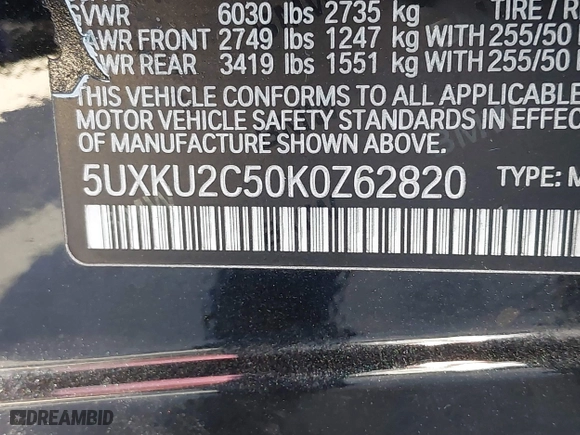 GVWR 6030 lbs 2735 kg TIRE / R
GAWR FRONT 2749 lbs 1247 kg WITH 255/50
GAWR REAR 3419 lbs 1551 kg WITH 255/50
THIS VEHICLE CONFORMS TO ALL APPLICABLE
MOTOR VEHICLE SAFETY STANDARDS IN EFFEC
OF MANUFACTURE SHOWN ABOVE.
5UXKU2C50K0Z62820 TYPE: M
DREAMBID